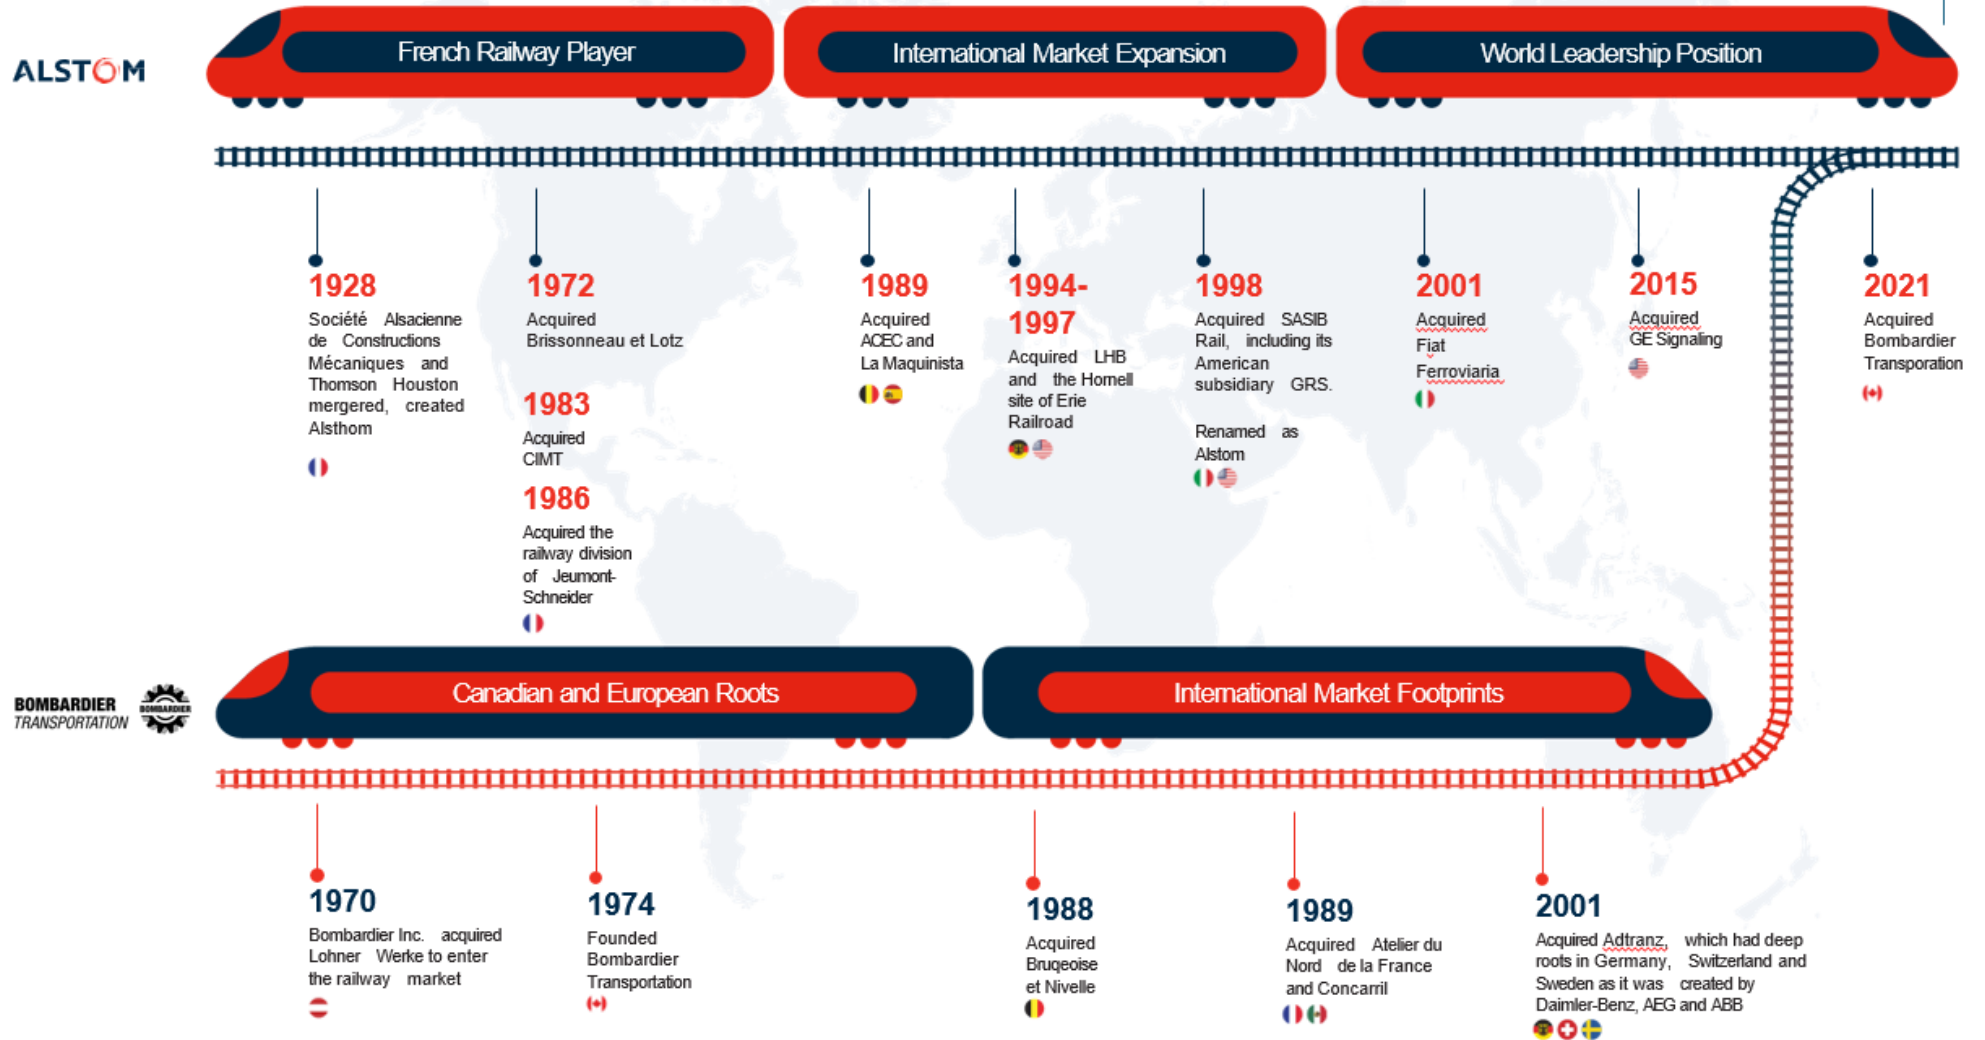 ALSTOM
French Railway Player
International Market Expansion
World Leadership Position
1928
Société Alsacienne
de Constructions
Mécaniques and
Thomson Houston
mergered, created
Alsthom
1972
Acquired
Brissonneau et Lotz
1983
Acquired
CIMT
1986
Acquired the
railway division
of Jeumont-
Schneider
1989
Acquired
ACEC and
La Maquinista
1994-
1997
Acquired LHB
and the Hornell
site of Erie
Railroad
1998
Acquired SASIB
Rail, including its
American
subsidiary GRS.
Renamed as
Alstom
2001
Acquired
Fiat
Ferroviaria
2015
Acquired
GE Signaling
2021
Acquired
Bombardier
Transporation
BOMBARDIER
TRANSPORTATION
BOMBARDIER
Canadian and European Roots
International Market Footprints
1970
Bombardier Inc. acquired
Lohner Werke to enter
the railway market
1974
Founded
Bombardier
Transportation
1988
Acquired
Bruqeoise
et Nivelle
1989
Acquired Atelier du
Nord de la France
and Concarril
2001
Acquired Adtranz, which had deep
roots in Germany, Switzerland and
Sweden as it was created by
Daimler-Benz, AEG and ABB